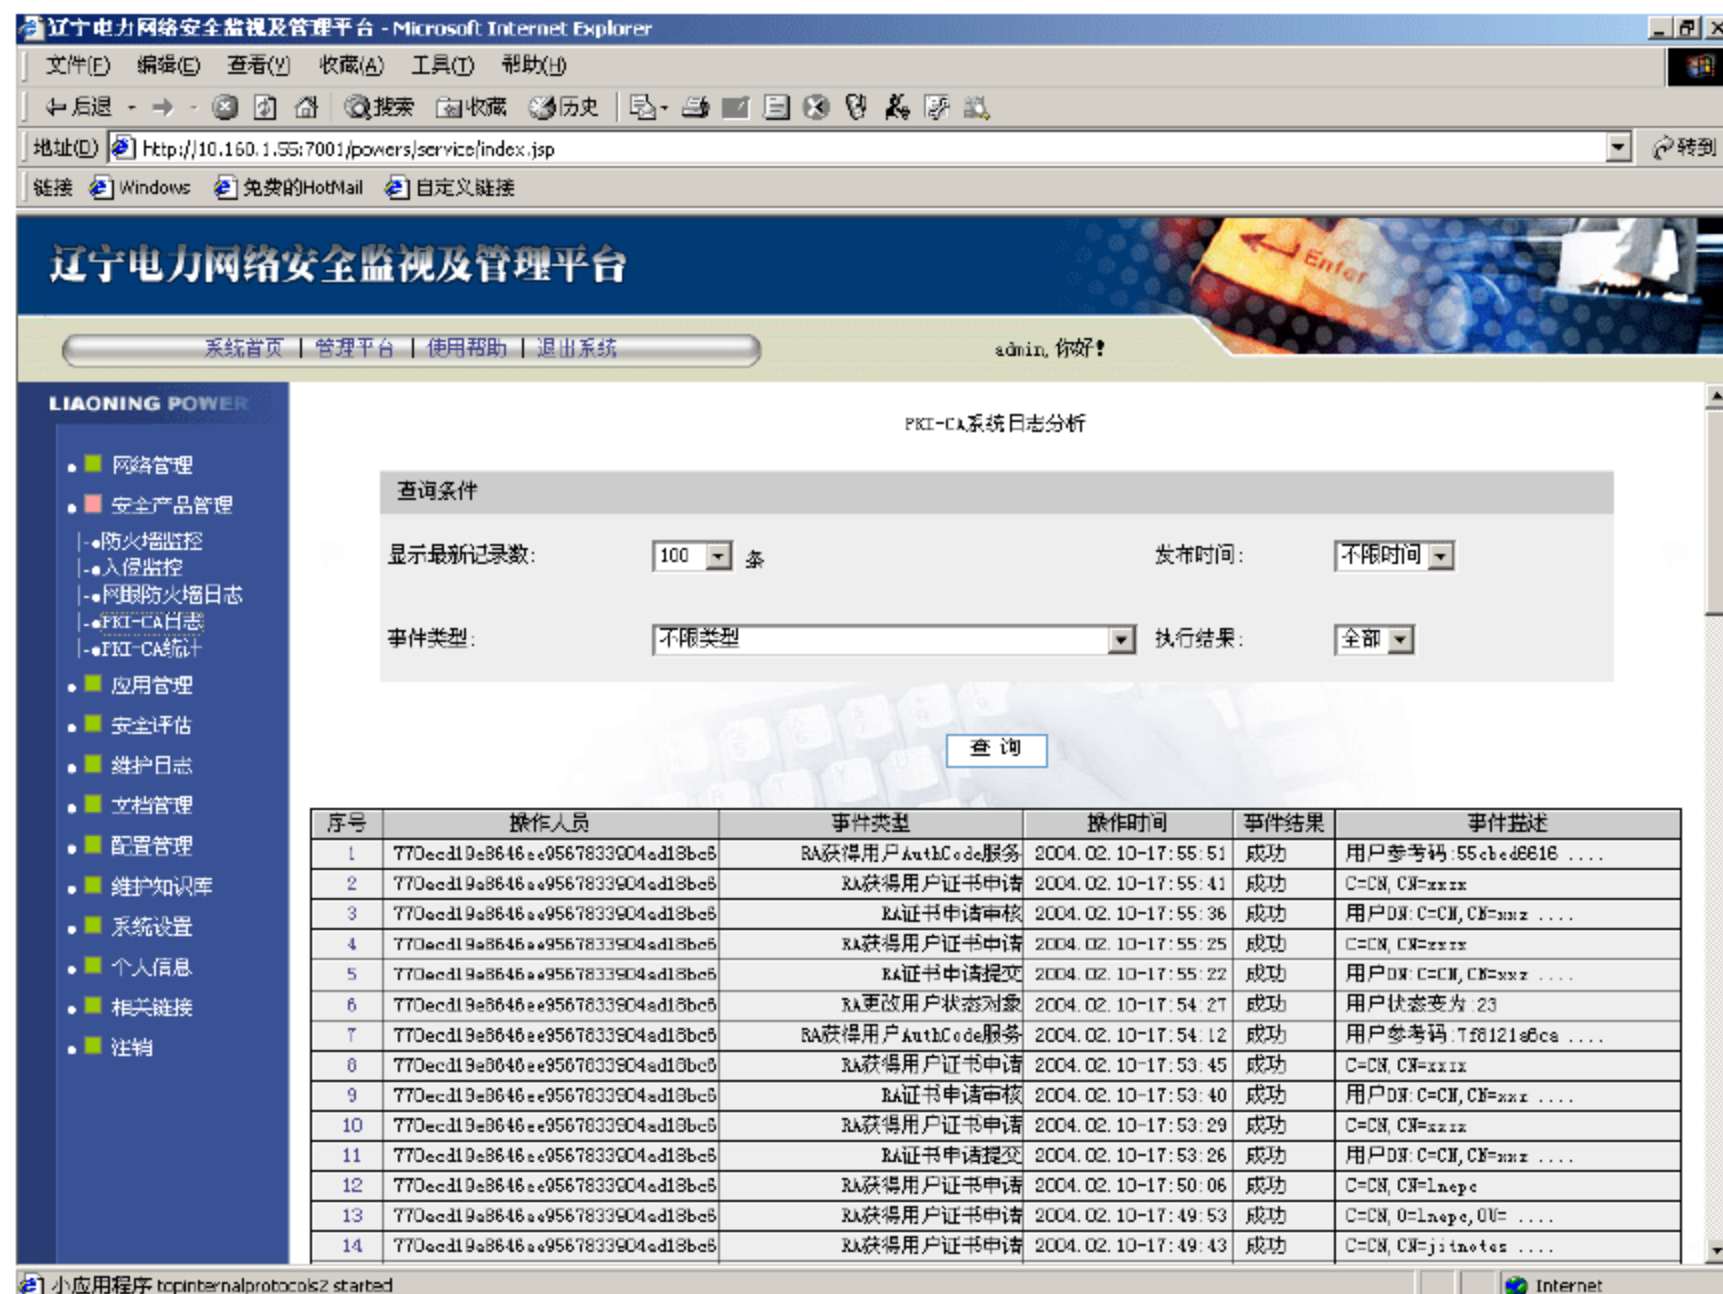 辽宁电力网络安全监视及管理平台 - Microsoft Internet Explorer
文件(F) 编辑(E) 查看(V) 收藏(A) 工具(T) 帮助(H)
后退 搜索 收藏 历史
地址(D) http://10.160.1.55:7001/powers/service/index.jsp 转到
链接 Windows 免费的HotMail 自定义链接
辽宁电力网络安全监视及管理平台
Enter
系统首页 | 管理平台 | 使用帮助 | 退出系统 admin, 你好!
LIAONING POWER
网络管理
安全产品管理
|-●防火墙监控
|-●入侵监控
|-●网眼防火墙日志
|-●PKI-CA日志
|-●PKI-CA统计
应用管理
安全评估
维护日志
文档管理
配置管理
维护知识库
系统设置
个人信息
相关链接
注销
PKI-CA系统日志分析
查询条件
显示最新记录数: 100 条 发布时间: 不限时间
事件类型: 不限类型 执行结果: 全部
查 询
序号 操作人员 事件类型 操作时间 事件结果 事件描述
1 770ecd19e8646ee9567833904ad18bc6 RA获得用户AuthCode服务 2004.02.10-17:55:51 成功 用户参考码:55cbed6616 ....
2 770ecd19e8646ee9567833904ad18bc6 RA获得用户证书申请 2004.02.10-17:55:41 成功 C=CN, CN=xxxx
3 770ecd19e8646ee9567833904ad18bc6 RA证书申请审核 2004.02.10-17:55:36 成功 用户DN:C=CN,CN=xxx ....
4 770ecd19e8646ee9567833904ad18bc6 RA获得用户证书申请 2004.02.10-17:55:25 成功 C=CN, CN=xxxx
5 770ecd19e8646ee9567833904ad18bc6 RA证书申请提交 2004.02.10-17:55:22 成功 用户DN:C=CN,CN=xxx ....
6 770ecd19e8646ee9567833904ad18bc6 RA更改用户状态对象 2004.02.10-17:54:27 成功 用户状态变为:23
7 770ecd19e8646ee9567833904ad18bc6 RA获得用户AuthCode服务 2004.02.10-17:54:12 成功 用户参考码:7f8121a6ca ....
8 770ecd19e8646ee9567833904ad18bc6 RA获得用户证书申请 2004.02.10-17:53:45 成功 C=CN, CN=xxxx
9 770ecd19e8646ee9567833904ad18bc6 RA证书申请审核 2004.02.10-17:53:40 成功 用户DN:C=CN,CN=xxx ....
10 770ecd19e8646ee9567833904ad18bc6 RA获得用户证书申请 2004.02.10-17:53:29 成功 C=CN, CN=xxxx
11 770ecd19e8646ee9567833904ad18bc6 RA证书申请提交 2004.02.10-17:53:26 成功 用户DN:C=CN,CN=xxx ....
12 770ecd19e8646ee9567833904ad18bc6 RA获得用户证书申请 2004.02.10-17:50:06 成功 C=CN, CN=lnepc
13 770ecd19e8646ee9567833904ad18bc6 RA获得用户证书申请 2004.02.10-17:49:53 成功 C=CN, O=lnepc,OU= ....
14 770ecd19e8646ee9567833904ad18bc6 RA获得用户证书申请 2004.02.10-17:49:43 成功 C=CN, CN=jitnotes ....
小应用程序 topinternalprotocols2 started Internet